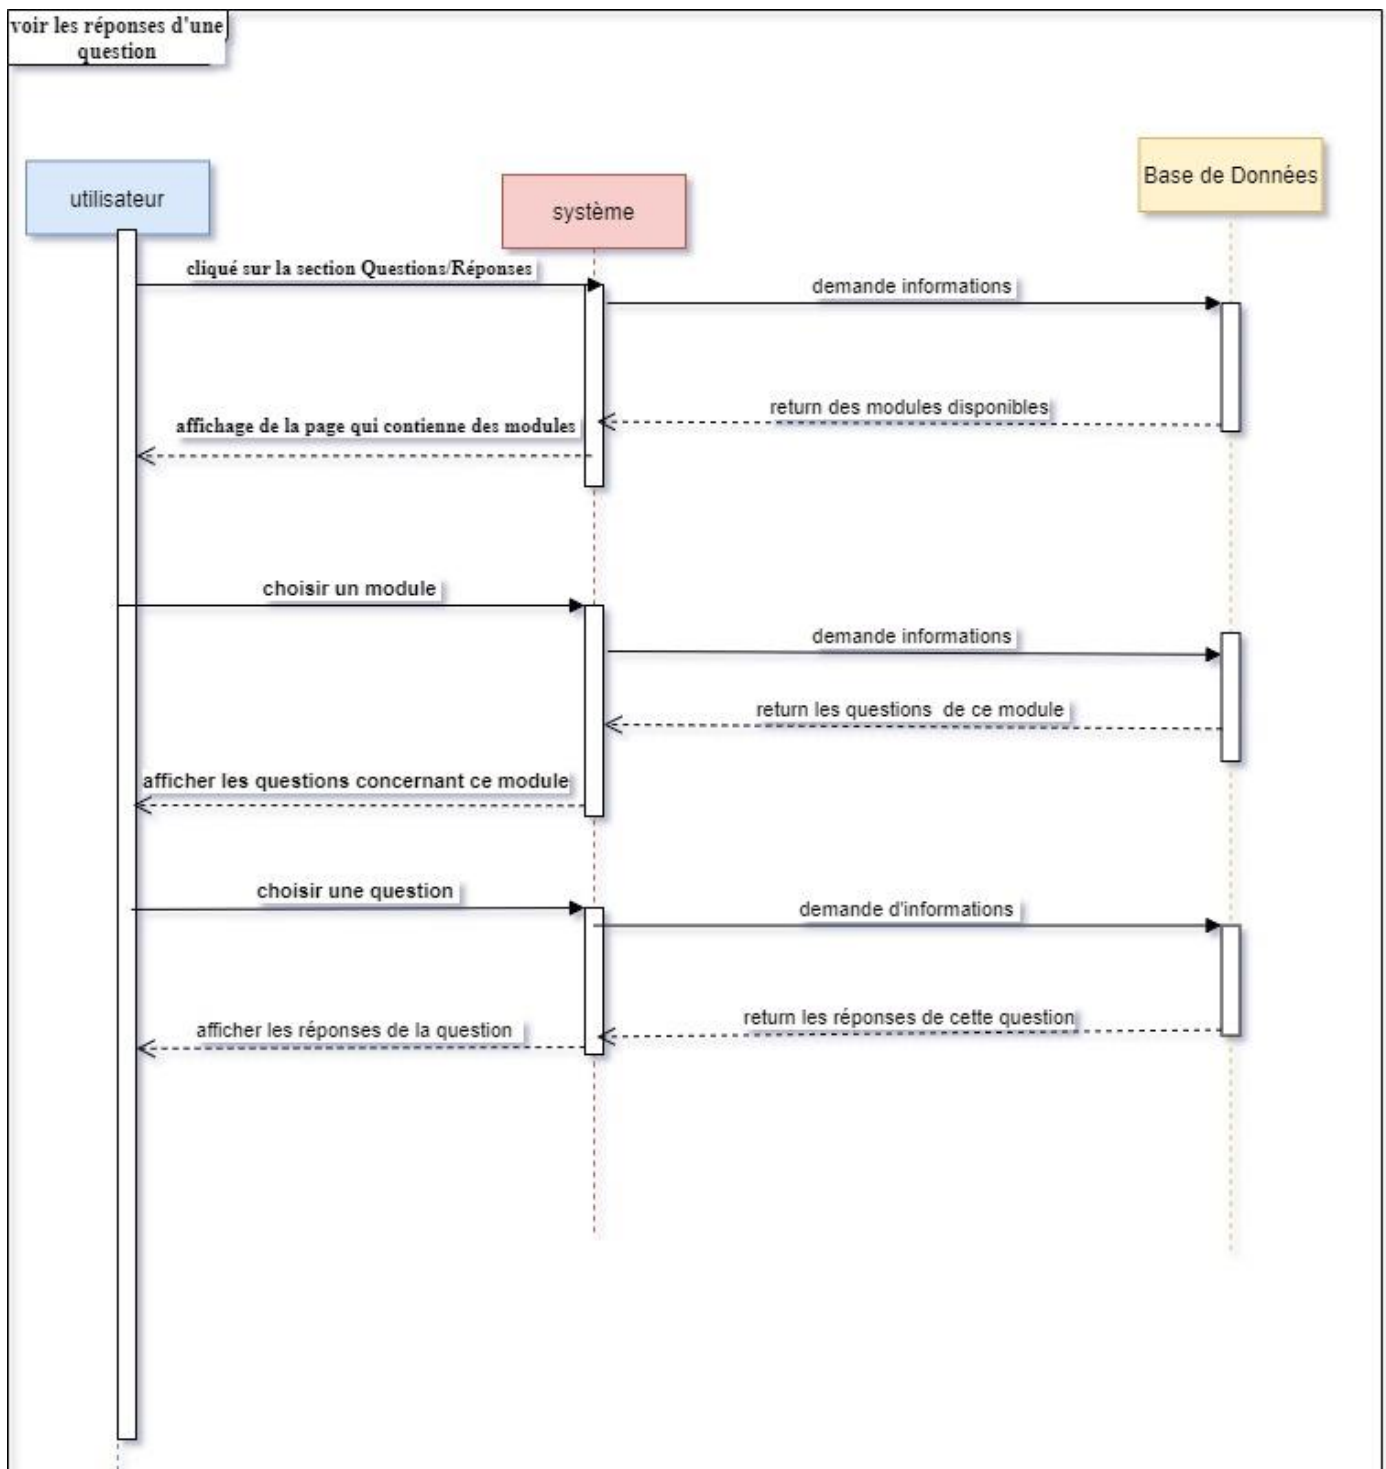 voir les réponses d'une
question
utilisateur
système
Base de Données
cliqué sur la section Questions/Réponses
demande informations
return des modules disponibles
affichage de la page qui contienne des modules
choisir un module
demande informations
return les questions de ce module
afficher les questions concernant ce module
choisir une question
demande d'informations
return les réponses de cette question
afficher les réponses de la question